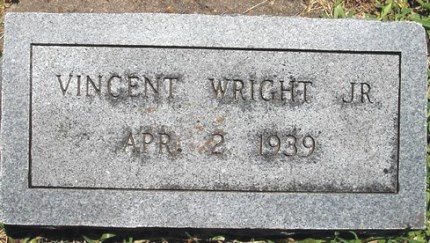 VINCENT WRIGHT JR
APR. 2 1939